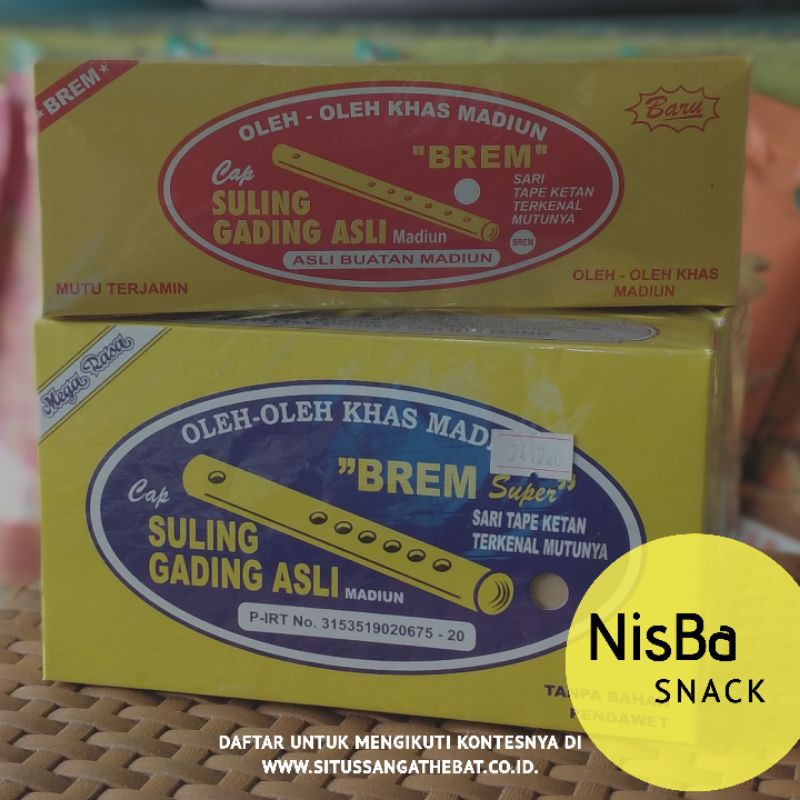 *BREM*
Baru
OLEH - OLEH KHAS MADIUN
"BREM"
Cap
SULING
GADING ASLI Madiun
SARI
TAPE KETAN
TERKENAL
MUTUNYA
BREM
ASLI BUATAN MADIUN
MUTU TERJAMIN
OLEH - OLEH KHAS
MADIUN
Mega Rasa
OLEH-OLEH KHAS MAD
241220
"BREM Super"
Cap
SULING
GADING ASLI MADIUN
SARI TAPE KETAN
TERKENAL MUTUNYA
P-IRT No. 3153519020675 - 20
TANPA BAHAN
PENGAWET
NisBa
SNACK
DAFTAR UNTUK MENGIKUTI KONTESNYA DI
WWW.SITUSSANGATHEBAT.CO.ID.